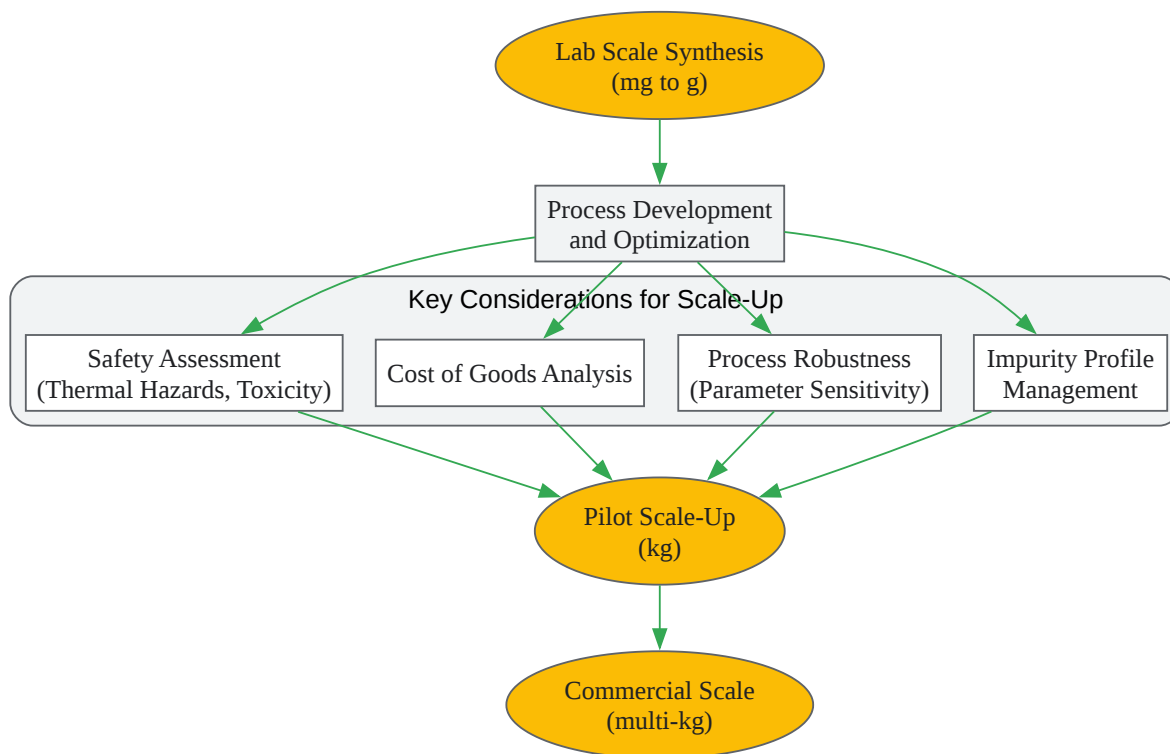 Lab Scale Synthesis
(mg to g)
Process Development
and Optimization
Key Considerations for Scale-Up
Safety Assessment
(Thermal Hazards, Toxicity)
Cost of Goods Analysis
Process Robustness
(Parameter Sensitivity)
Impurity Profile
Management
Pilot Scale-Up
(kg)
Commercial Scale
(multi-kg)